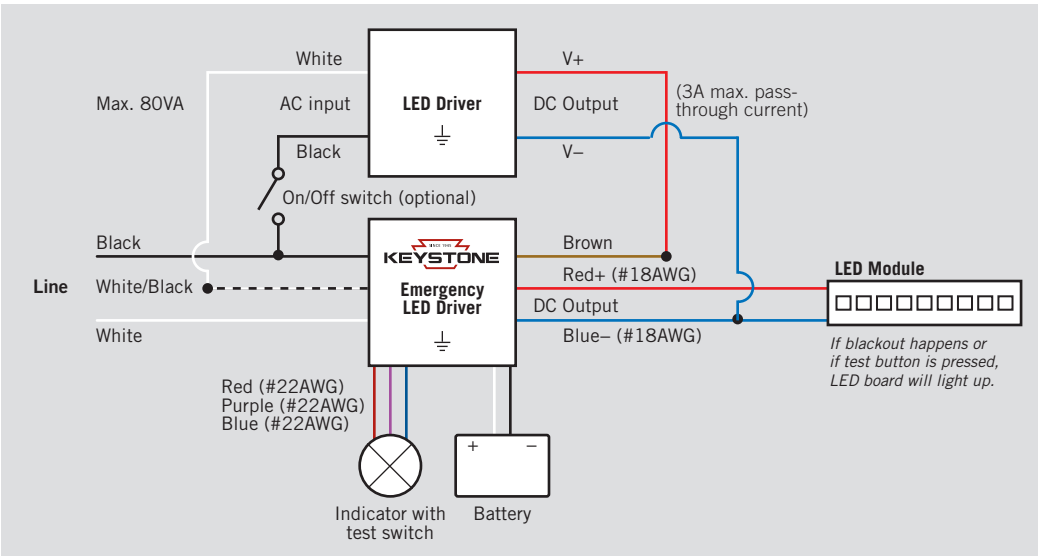 White
V+
Max. 80VA
AC input
LED Driver
DC Output
(3A max. pass-
through current)
Black
V−
On/Off switch (optional)
Black
SINCE 1945
KEYSTONE
Brown
Red+ (#18AWG)
LED Module
Line
White/Black
Emergency
LED Driver
DC Output
White
Blue− (#18AWG)
If blackout happens or
if test button is pressed,
LED board will light up.
Red (#22AWG)
Purple (#22AWG)
Blue (#22AWG)
+
−
Indicator with
test switch
Battery